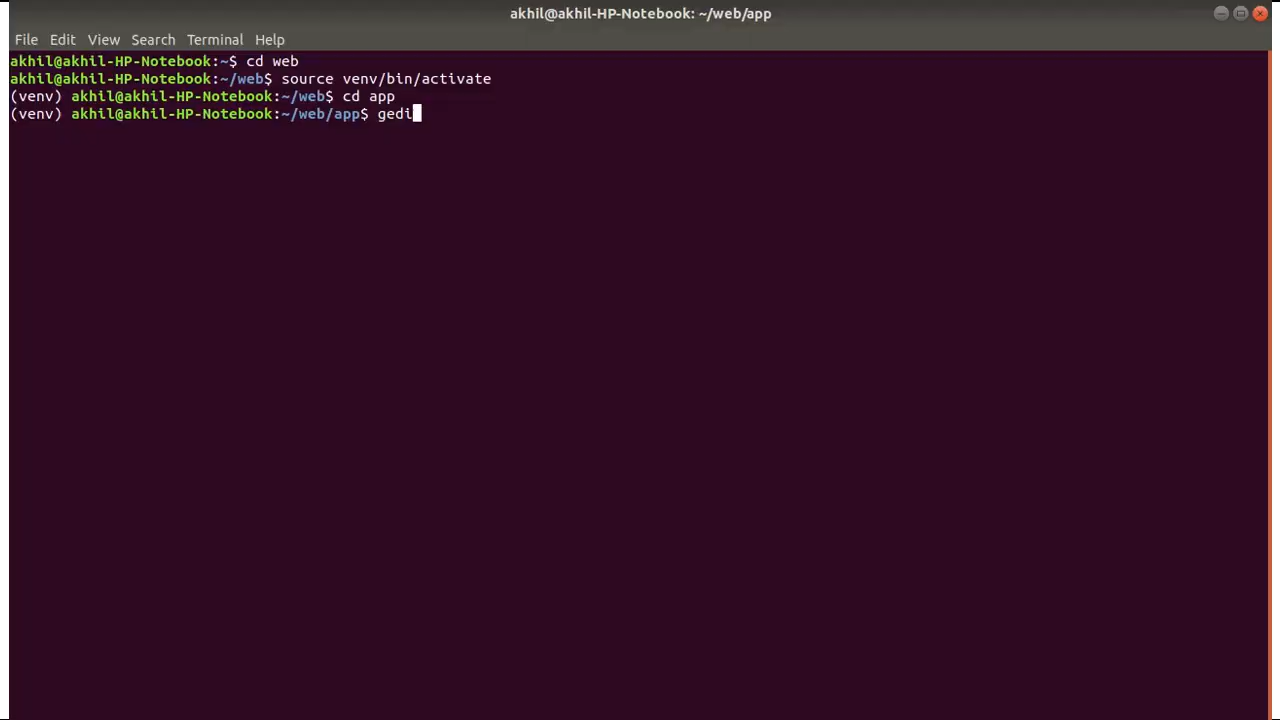 akhil@akhil-HP-Notebook: ~/web/app
File Edit View Search Terminal Help
akhil@akhil-HP-Notebook:~$ cd web
akhil@akhil-HP-Notebook:~/web$ source venv/bin/activate
(venv) akhil@akhil-HP-Notebook:~/web$ cd app
(venv) akhil@akhil-HP-Notebook:~/web/app$ gedi